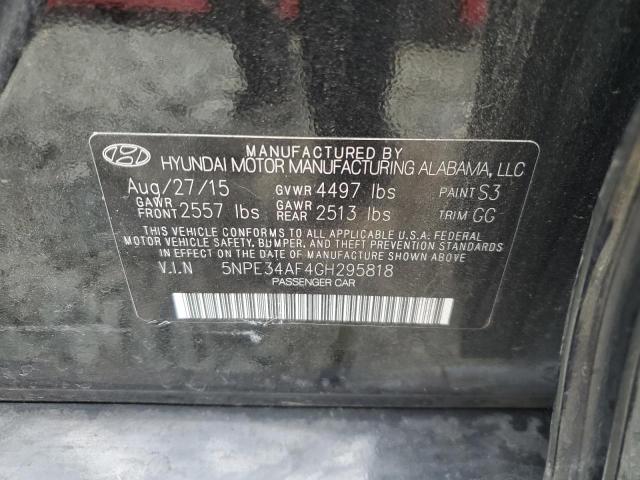 MANUFACTURED BY
HYUNDAI MOTOR MANUFACTURING ALABAMA, LLC
Aug/27/15 GVWR 4497 lbs PAINT S3
GAWR FRONT 2557 lbs GAWR REAR 2513 lbs TRIM GG
THIS VEHICLE CONFORMS TO ALL APPLICABLE U.S.A. FEDERAL
MOTOR VEHICLE SAFETY, BUMPER, AND THEFT PREVENTION STANDARDS
IN EFFECT ON THE DATE OF MANUFACTURE SHOWN ABOVE.
V.I.N 5NPE34AF4GH295818
PASSENGER CAR